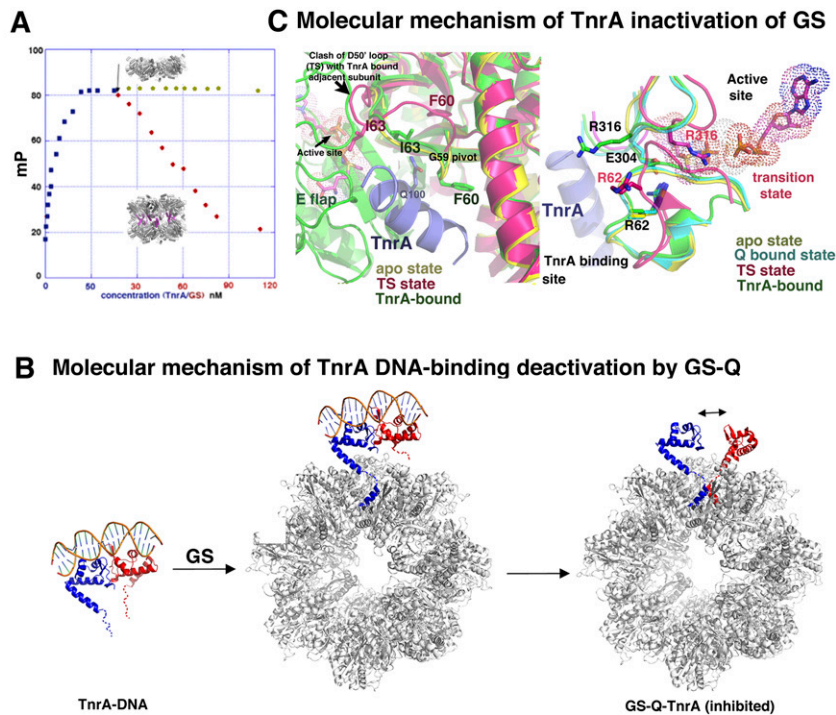 A
C Molecular mechanism of TnrA inactivation of GS
100
80
60
40
20
0
mP
0
50
100
50
0
concentration (TnrA/GS) nM
Clash of D50' loop
(TS) with TnrA bound
adjacent subunit
F60
I63
I63
Active site
G59 pivot
E flap
Q100
F60
TnrA
apo state
TS state
TnrA-bound
Active
site
R316
R316
E304
R62
transition
state
TnrA
R62
TnrA binding
site
apo state
Q bound state
TS state
TnrA-bound
B Molecular mechanism of TnrA DNA-binding deactivation by GS-Q
GS
TnrA-DNA
GS-Q-TnrA (inhibited)